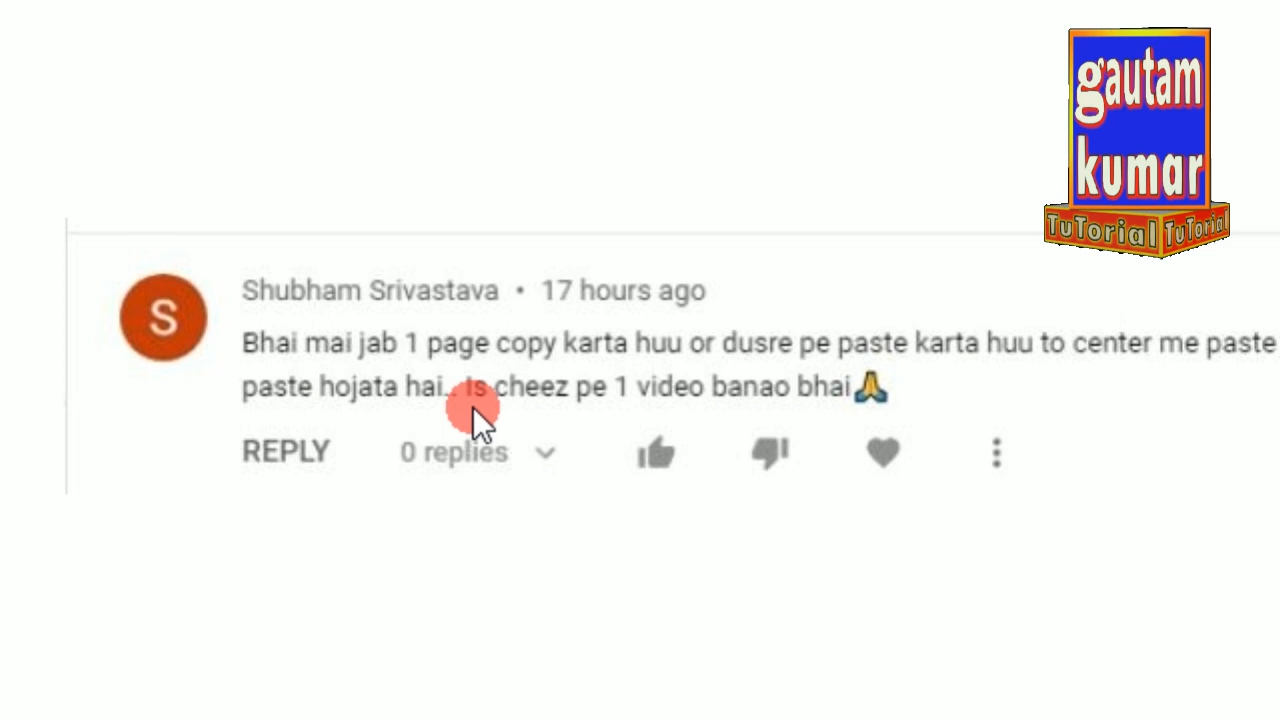 gautam
kumar
TuTorial TuTorial
S
Shubham Srivastava • 17 hours ago
Bhai mai jab 1 page copy karta huu or dusre pe paste karta huu to center me paste
paste hojata hai.. Is cheez pe 1 video banao bhai🙏
REPLY 0 replies